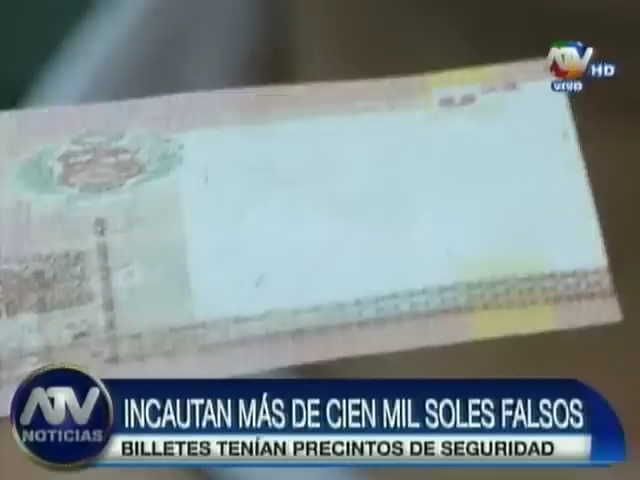 ATV HD
VIVO
ATV
NOTICIAS
INCAUTAN MÁS DE CIEN MIL SOLES FALSOS
BILLETES TENÍAN PRECINTOS DE SEGURIDAD